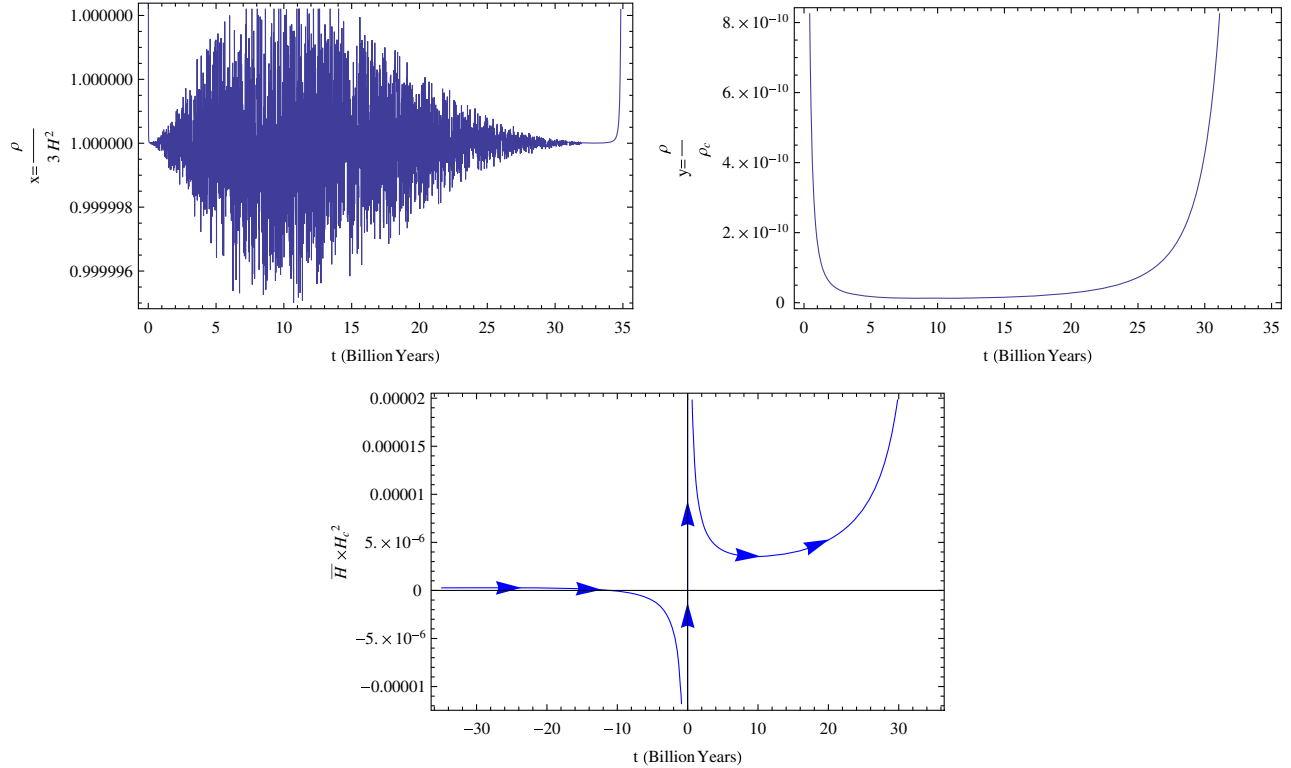 1.000000
1.000000
1.000000
0.999998
0.999996
x= ρ / 3 H²
0 5 10 15 20 25 30 35
t (Billion Years)
8. × 10⁻¹⁰
6. × 10⁻¹⁰
4. × 10⁻¹⁰
2. × 10⁻¹⁰
0
y= ρ / ρc
0 5 10 15 20 25 30 35
t (Billion Years)
0.00002
0.000015
0.00001
5. × 10⁻⁶
0
−5. × 10⁻⁶
−0.00001
H̅ × Hc²
−30 −20 −10 0 10 20 30
t (Billion Years)